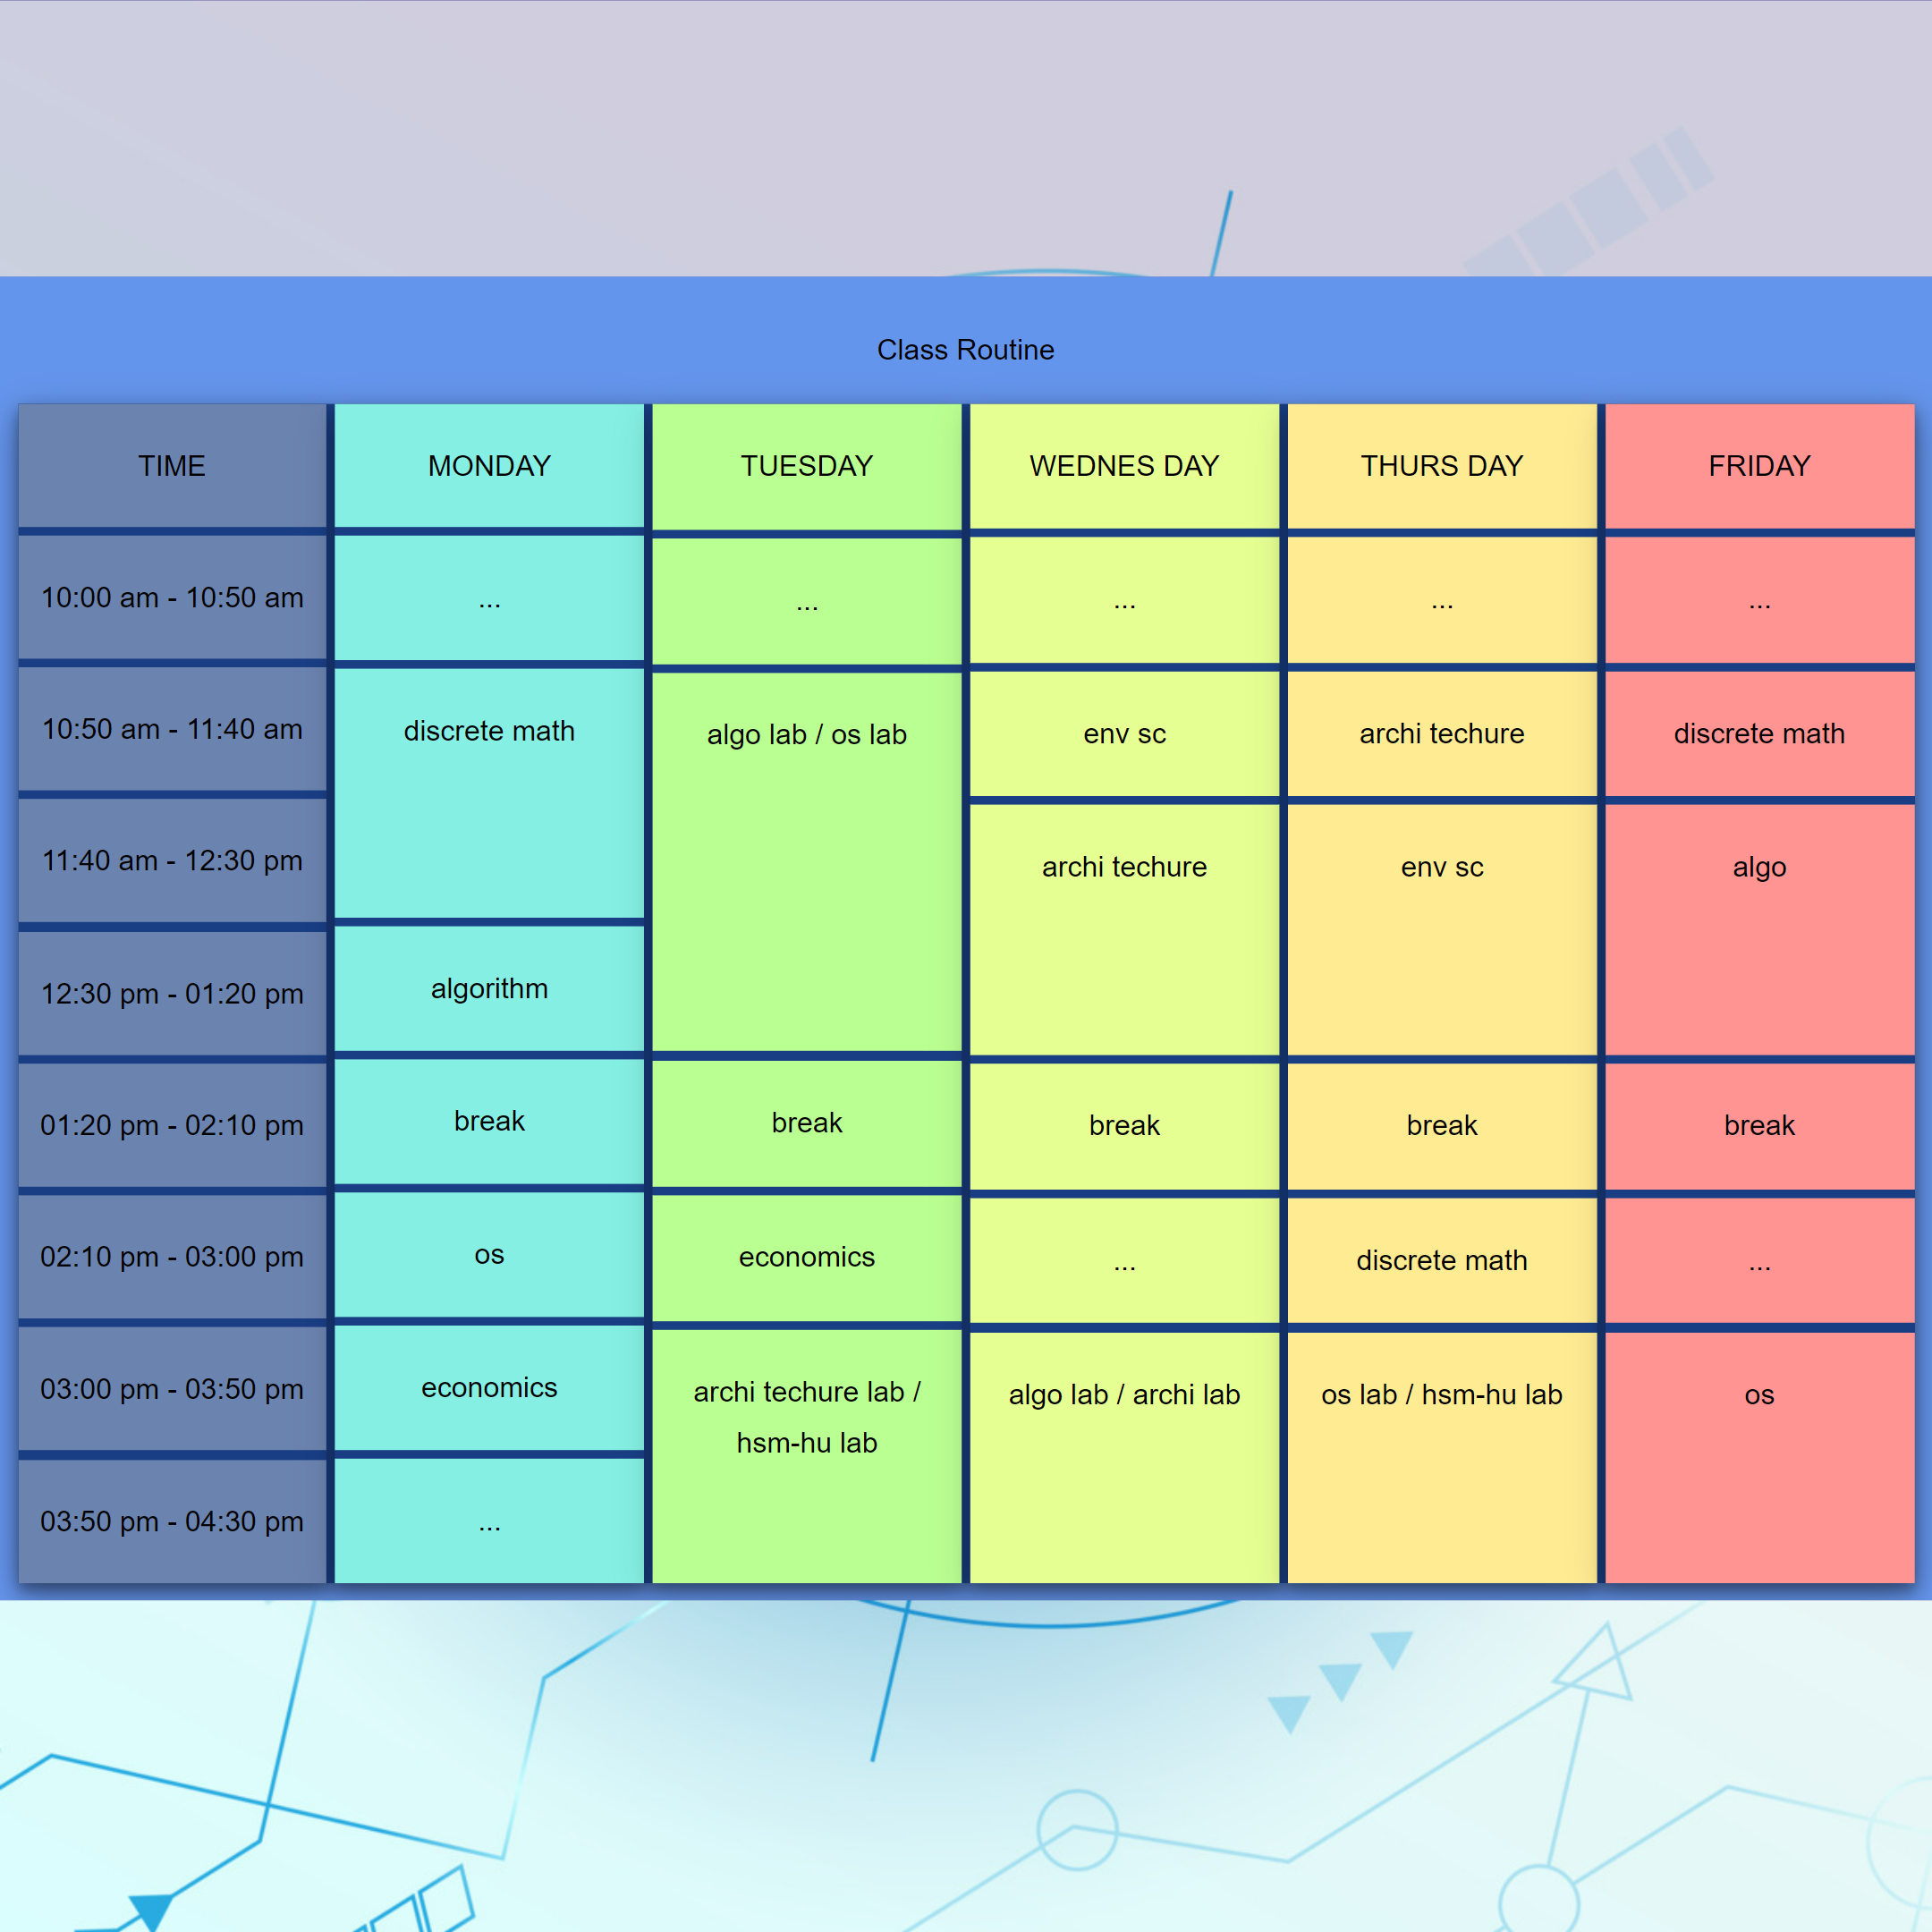 Class Routine
TIME MONDAY TUESDAY WEDNES DAY THURS DAY FRIDAY
10:00 am - 10:50 am ... ... ... ... ...
10:50 am - 11:40 am discrete math algo lab / os lab env sc archi techure discrete math
11:40 am - 12:30 pm archi techure env sc algo
12:30 pm - 01:20 pm algorithm
01:20 pm - 02:10 pm break break break break break
02:10 pm - 03:00 pm os economics ... discrete math ...
03:00 pm - 03:50 pm economics archi techure lab / algo lab / archi lab os lab / hsm-hu lab os
hsm-hu lab
03:50 pm - 04:30 pm ...